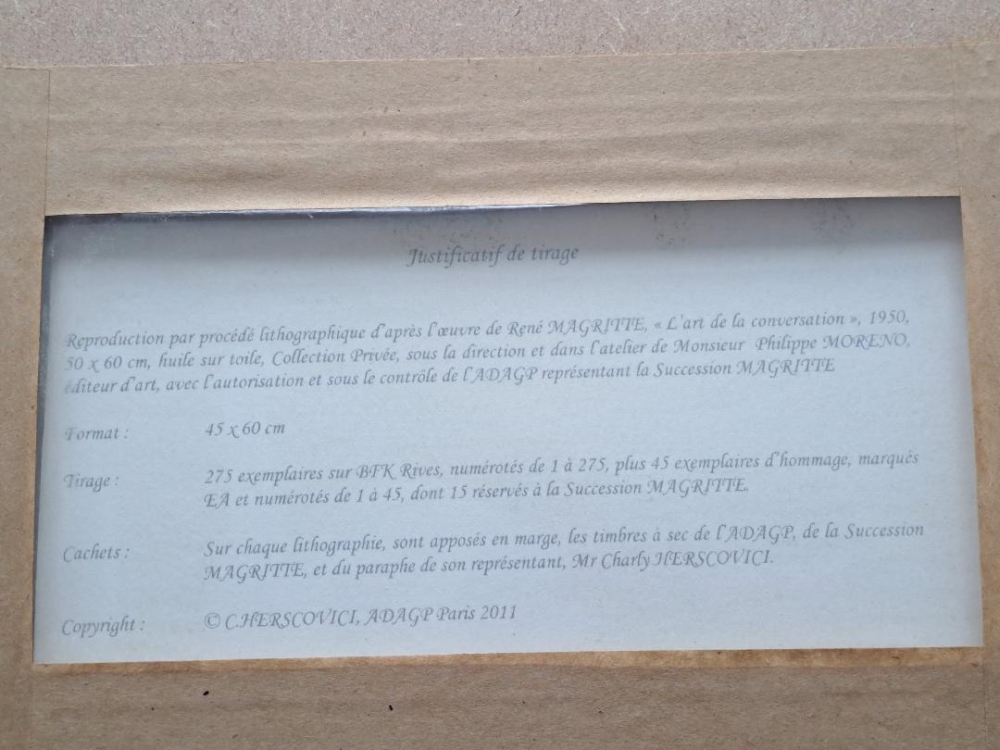 Justificatif de tirage
Reproduction par procédé lithographique d'après l'œuvre de René MAGRITTE, « L'art de la conversation », 1950,
50 x 60 cm, huile sur toile, Collection Privée, sous la direction et dans l'atelier de Monsieur Philippe MORENO,
éditeur d'art, avec l'autorisation et sous le contrôle de l'ADAGP représentant la Succession MAGRITTE
Format : 45 x 60 cm
Tirage : 275 exemplaires sur BFK Rives, numérotés de 1 à 275, plus 45 exemplaires d'hommage, marqués
EA et numérotés de 1 à 45, dont 15 réservés à la Succession MAGRITTE.
Cachets : Sur chaque lithographie, sont apposés en marge, les timbres à sec de l'ADAGP, de la Succession
MAGRITTE, et du paraphe de son représentant, Mr Charly HERSCOVICI.
Copyright : © C.HERSCOVICI, ADAGP Paris 2011